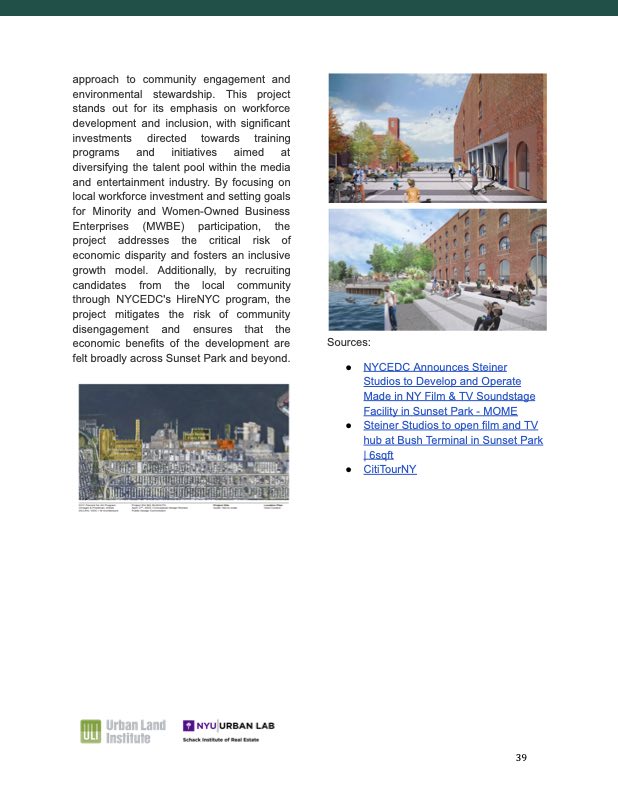 approach to community engagement and
environmental stewardship. This project
stands out for its emphasis on workforce
development and inclusion, with significant
investments directed towards training
programs and initiatives aimed at
diversifying the talent pool within the media
and entertainment industry. By focusing on
local workforce investment and setting goals
for Minority and Women-Owned Business
Enterprises (MWBE) participation, the
project addresses the critical risk of
economic disparity and fosters an inclusive
growth model. Additionally, by recruiting
candidates from the local community
through NYCEDC's HireNYC program, the
project mitigates the risk of community
disengagement and ensures that the
economic benefits of the development are
felt broadly across Sunset Park and beyond.
Sources:
● NYCEDC Announces Steiner
Studios to Develop and Operate
Made in NY Film & TV Soundstage
Facility in Sunset Park - MOME
● Steiner Studios to open film and TV
hub at Bush Terminal in Sunset Park
| 6sqft
● CitiTourNY
ULI Urban Land
Institute
NYU URBAN LAB
Schack Institute of Real Estate
39